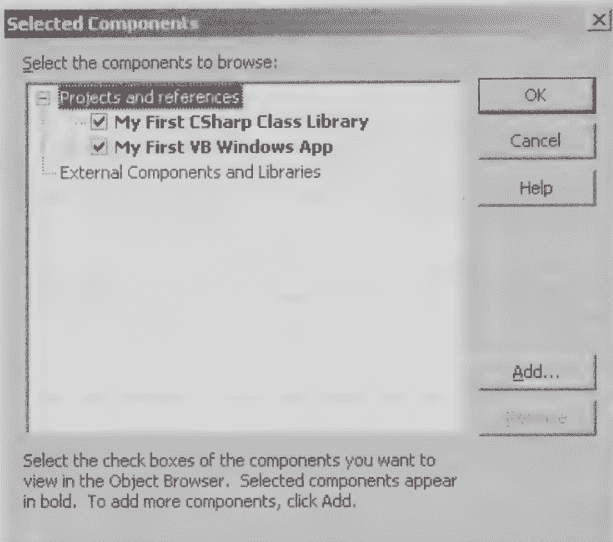 Selected Components
Select the components to browse:
Projects and references
My First CSharp Class Library
My First VB Windows App
External Components and Libraries
OK
Cancel
Help
Add...
Remove
Select the check boxes of the components you want to
view in the Object Browser. Selected components appear
in bold. To add more components, click Add.